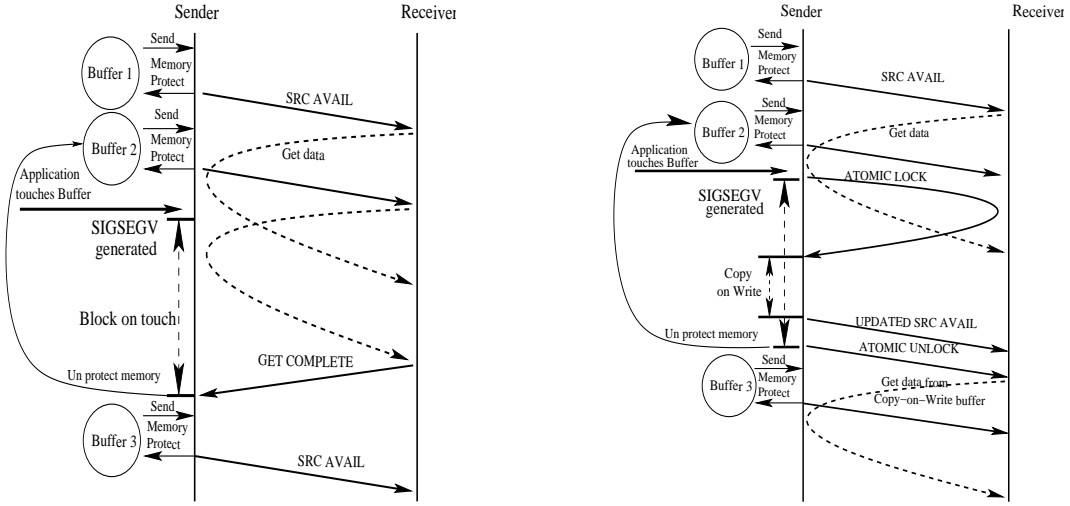 Sender
Receiver
Send
Buffer 1
Memory
Protect
SRC AVAIL
Send
Buffer 2
Memory
Protect
Get data
Application
touches Buffer
SIGSEGV
generated
Block on touch
GET COMPLETE
Un protect memory
Send
Buffer 3
Memory
Protect
SRC AVAIL
Sender
Receiver
Send
Buffer 1
Memory
Protect
SRC AVAIL
Send
Buffer 2
Memory
Protect
Get data
Application
touches Buffer
ATOMIC LOCK
SIGSEGV
generated
Copy
on Write
UPDATED SRC AVAIL
Un protect memory
ATOMIC UNLOCK
Send
Buffer 3
Memory
Protect
Get data from
Copy−on−Write buffer